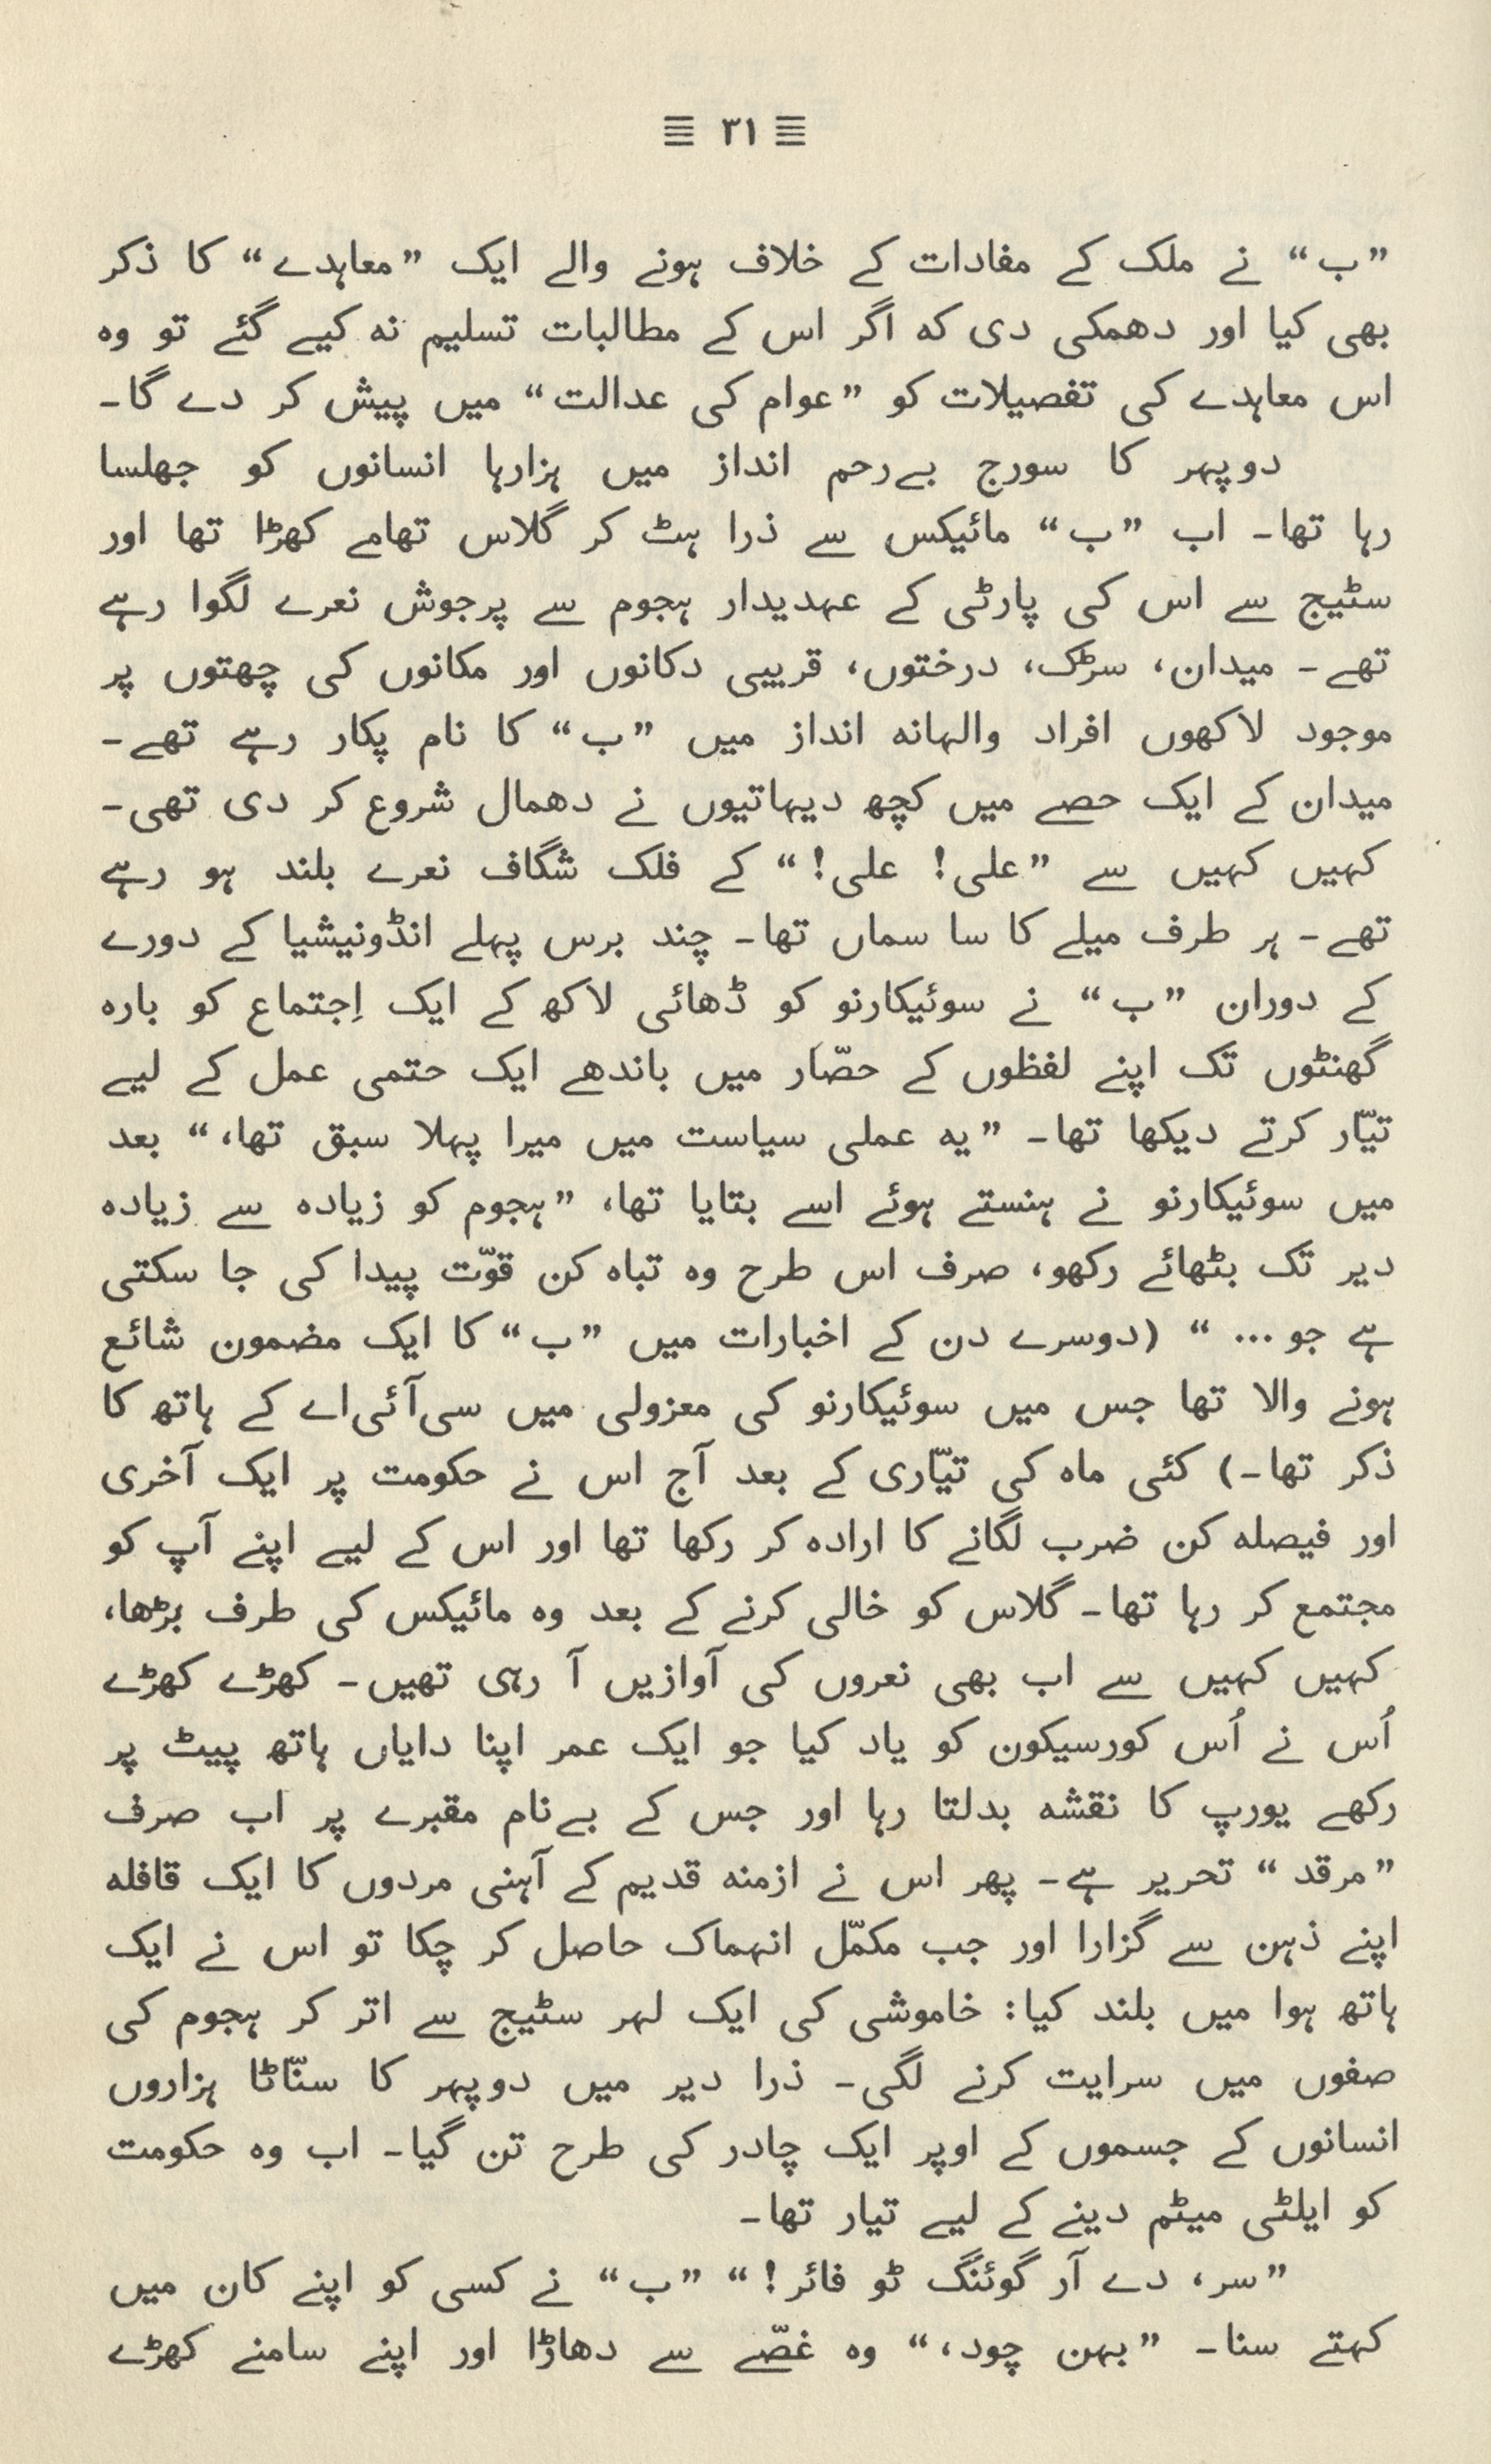 ۳۱
”ب“ نے ملک کے مفادات کے خلاف ہونے والے ایک ”معاہدے“ کا ذکر
بھی کیا اور دھمکی دی کہ اگر اس کے مطالبات تسلیم نہ کیے گئے تو وہ
اس معاہدے کی تفصیلات کو ”عوام کی عدالت“ میں پیش کر دے گا۔
دوپہر کا سورج بےرحم انداز میں ہزارہا انسانوں کو جھلسا
رہا تھا۔ اب ”ب“ مائیکس سے ذرا ہٹ کر گلاس تھامے کھڑا تھا اور
سٹیج سے اس کی پارٹی کے عہدیدار ہجوم سے پرجوش نعرے لگوا رہے
تھے۔ میدان، سڑک، درختوں، قریبی دکانوں اور مکانوں کی چھتوں پر
موجود لاکھوں افراد والہانہ انداز میں ”ب“ کا نام پکار رہے تھے۔
میدان کے ایک حصے میں کچھ دیہاتیوں نے دھمال شروع کر دی تھی۔
کہیں کہیں سے ”علی! علی!“ کے فلک شگاف نعرے بلند ہو رہے
تھے۔ ہر طرف میلے کا سا سماں تھا۔ چند برس پہلے انڈونیشیا کے دورے
کے دوران ”ب“ نے سوئیکارنو کو ڈھائی لاکھ کے ایک اِجتماع کو بارہ
گھنٹوں تک اپنے لفظوں کے حصّار میں باندھے ایک حتمی عمل کے لیے
تیّار کرتے دیکھا تھا۔ ”یہ عملی سیاست میں میرا پہلا سبق تھا،“ بعد
میں سوئیکارنو نے ہنستے ہوئے اسے بتایا تھا، ”ہجوم کو زیادہ سے زیادہ
دیر تک بٹھائے رکھو، صرف اس طرح وہ تباہ کن قوّت پیدا کی جا سکتی
ہے جو ...“ (دوسرے دن کے اخبارات میں ”ب“ کا ایک مضمون شائع
ہونے والا تھا جس میں سوئیکارنو کی معزولی میں سی‌آئی‌اے کے ہاتھ کا
ذکر تھا۔) کئی ماہ کی تیّاری کے بعد آج اس نے حکومت پر ایک آخری
اور فیصلہ کن ضرب لگانے کا ارادہ کر رکھا تھا اور اس کے لیے اپنے آپ کو
مجتمع کر رہا تھا۔ گلاس کو خالی کرنے کے بعد وہ مائیکس کی طرف بڑھا،
کہیں کہیں سے اب بھی نعروں کی آوازیں آ رہی تھیں۔ کھڑے کھڑے
اُس نے اُس کورسیکون کو یاد کیا جو ایک عمر اپنا دایاں ہاتھ پیٹ پر
رکھے یورپ کا نقشہ بدلتا رہا اور جس کے بےنام مقبرے پر اب صرف
”مرقد“ تحریر ہے۔ پھر اس نے ازمنہ قدیم کے آہنی مردوں کا ایک قافلہ
اپنے ذہن سے گزارا اور جب مکمّل انہماک حاصل کر چکا تو اس نے ایک
ہاتھ ہوا میں بلند کیا: خاموشی کی ایک لہر سٹیج سے اتر کر ہجوم کی
صفوں میں سرایت کرنے لگی۔ ذرا دیر میں دوپہر کا سنّاٹا ہزاروں
انسانوں کے جسموں کے اوپر ایک چادر کی طرح تن گیا۔ اب وہ حکومت
کو ایلٹی میٹم دینے کے لیے تیار تھا۔
”سر، دے آر گوئنگ ٹو فائر!“ ”ب“ نے کسی کو اپنے کان میں
کہتے سنا۔ ”بہن چود،“ وہ غصّے سے دھاڑا اور اپنے سامنے کھڑے